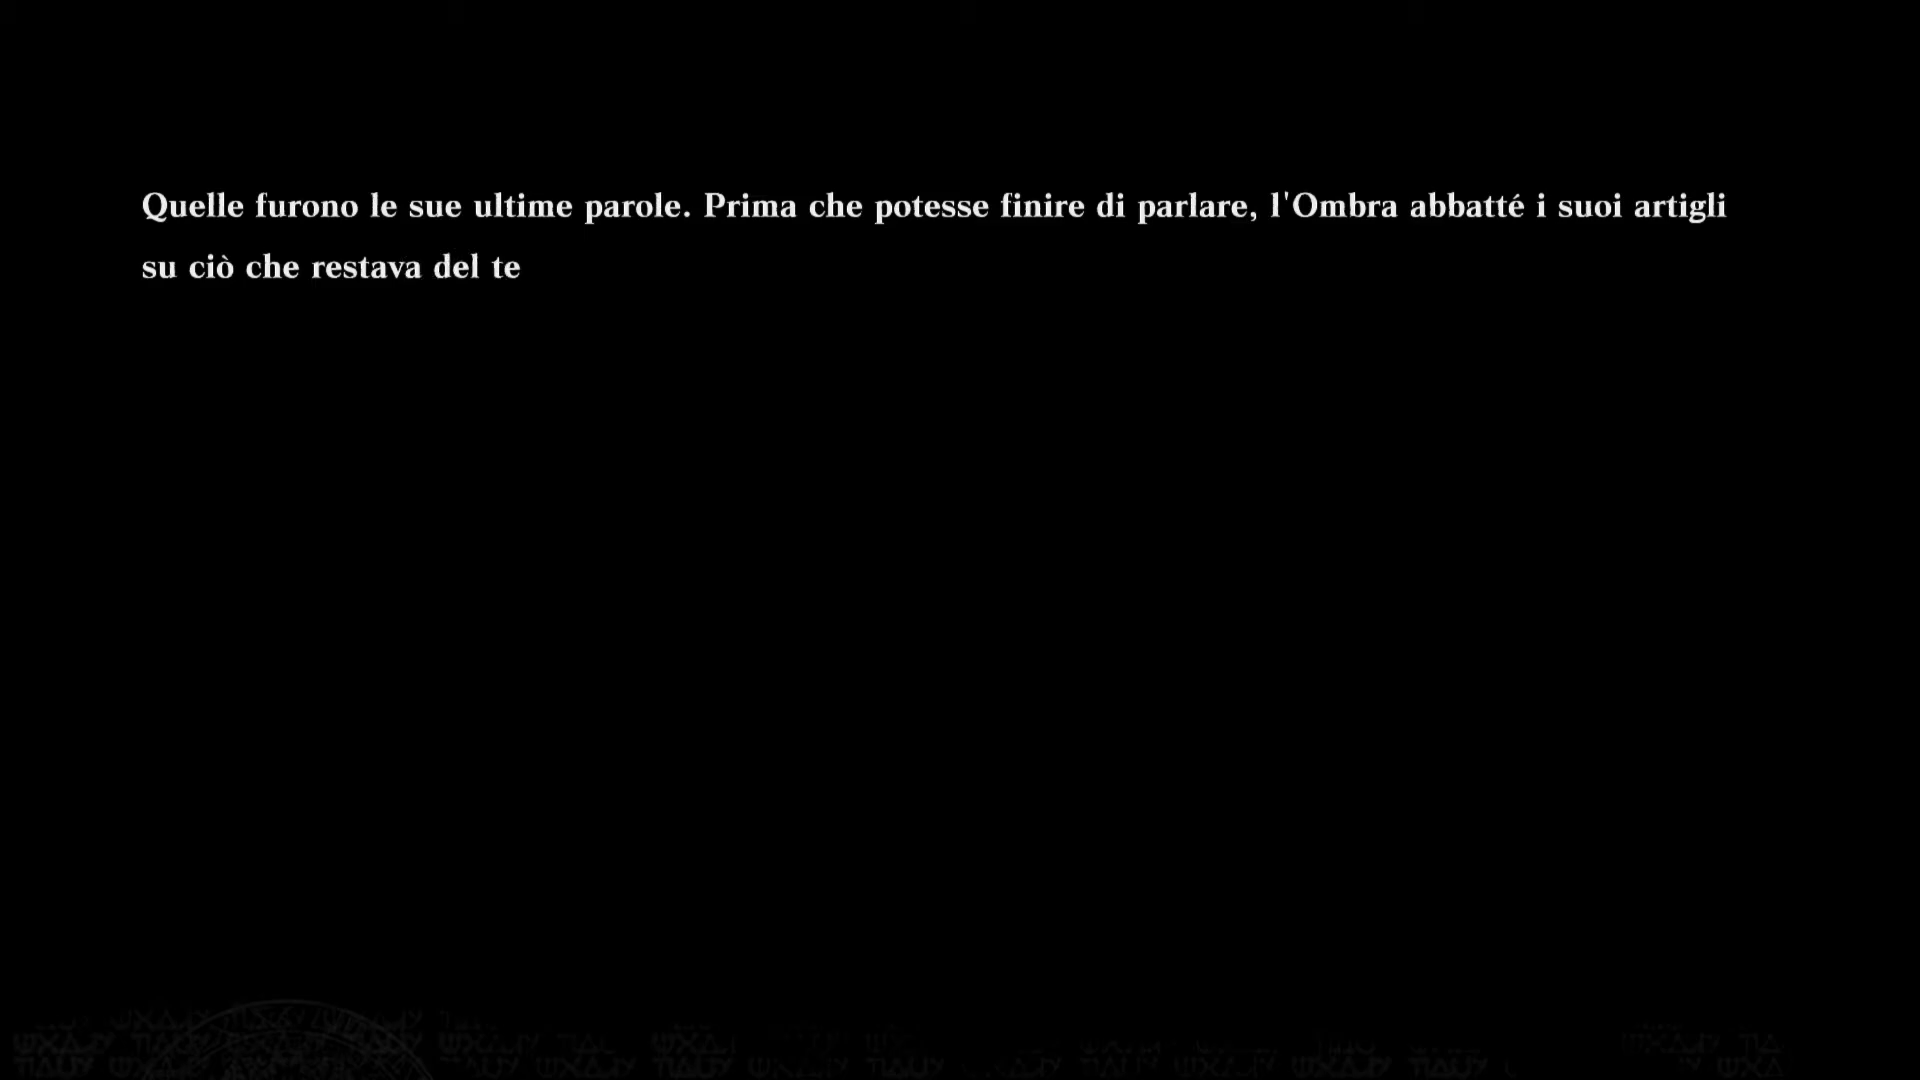 Quelle furono le sue ultime parole. Prima che potesse finire di parlare, l'Ombra abbatté i suoi artigli
su ciò che restava del te